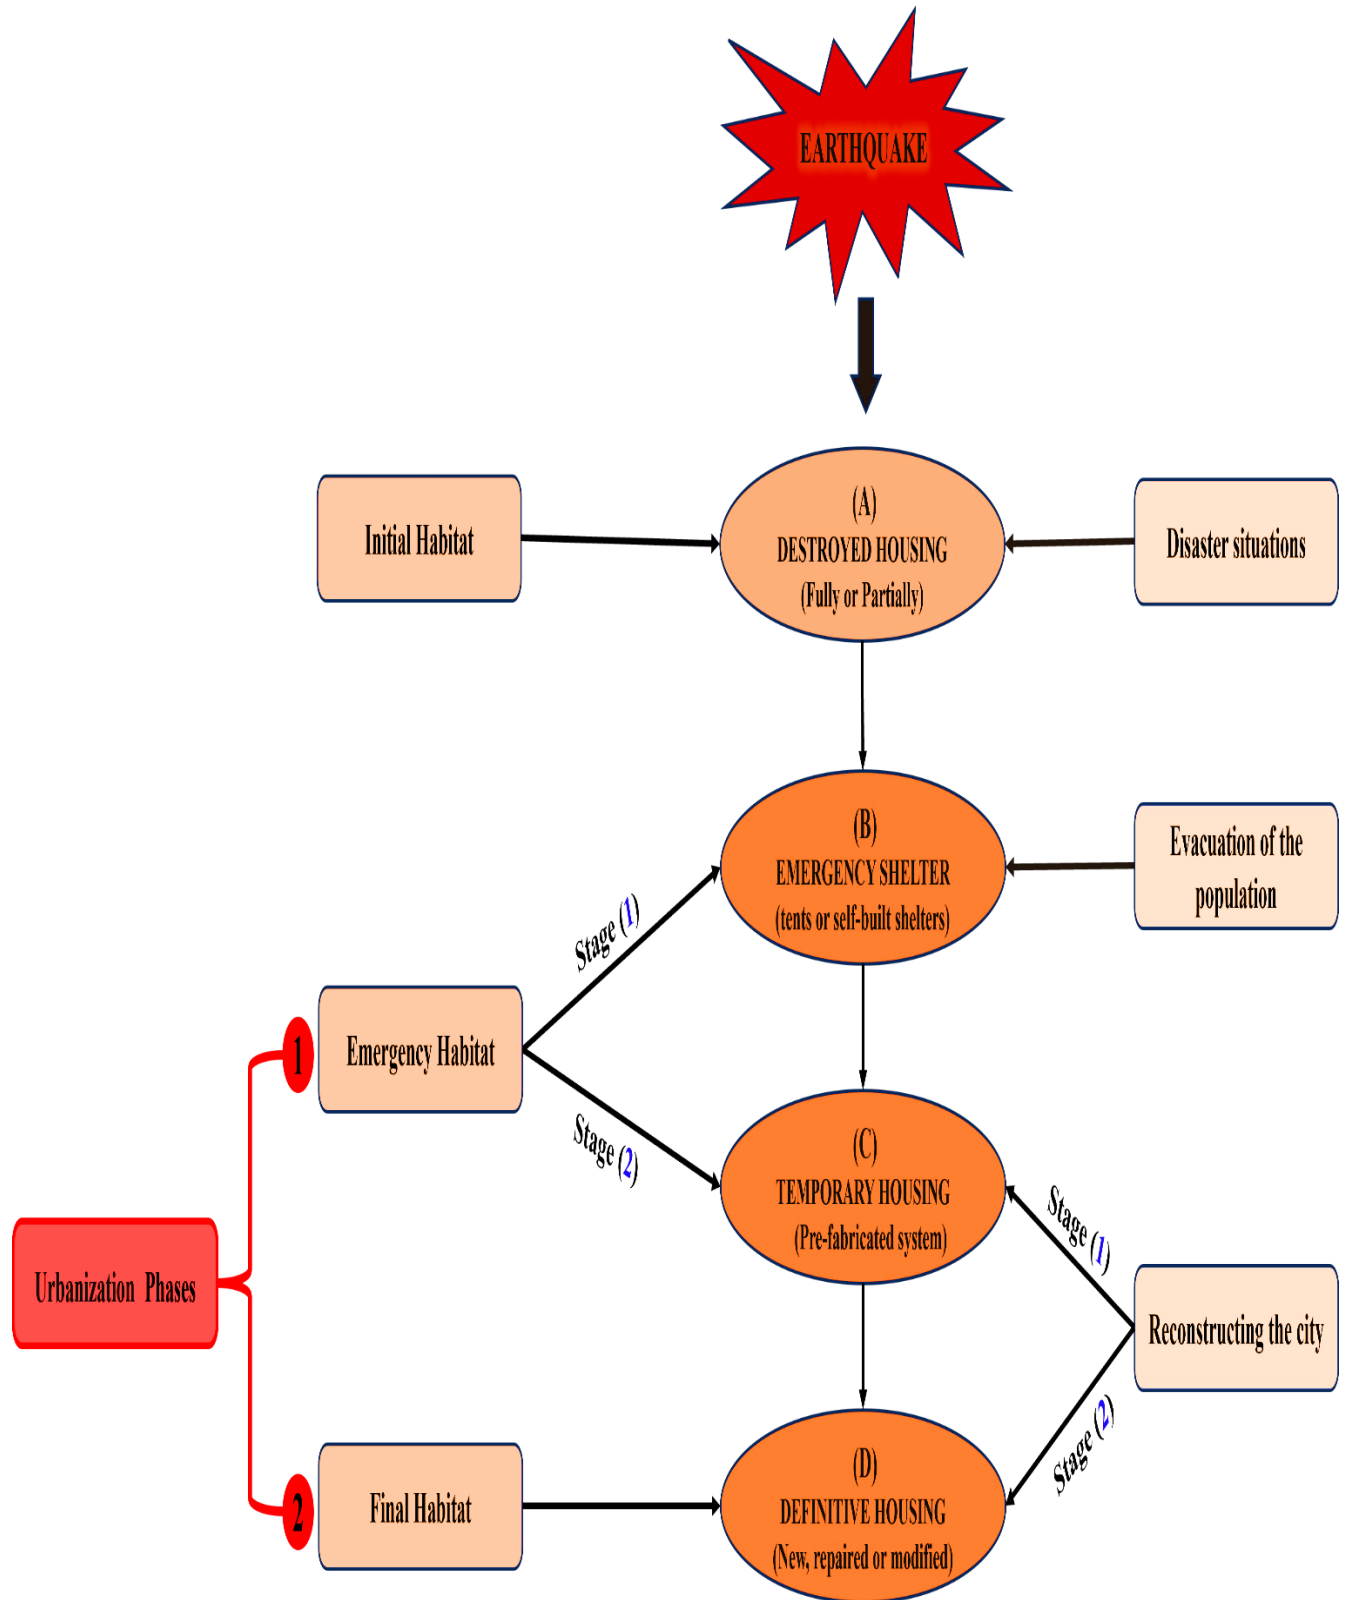 EARTHQUAKE
Initial Habitat
(A)
DESTROYED HOUSING
(Fully or Partially)
Disaster situations
(B)
EMERGENCY SHELTER
(tents or self-built shelters)
Evacuation of the
population
Stage (1)
1
Emergency Habitat
Stage (2)
(C)
TEMPORARY HOUSING
(Pre-fabricated system)
Stage (1)
Urbanization Phases
Reconstructing the city
Stage (2)
2
Final Habitat
(D)
DEFINITIVE HOUSING
(New, repaired or modified)